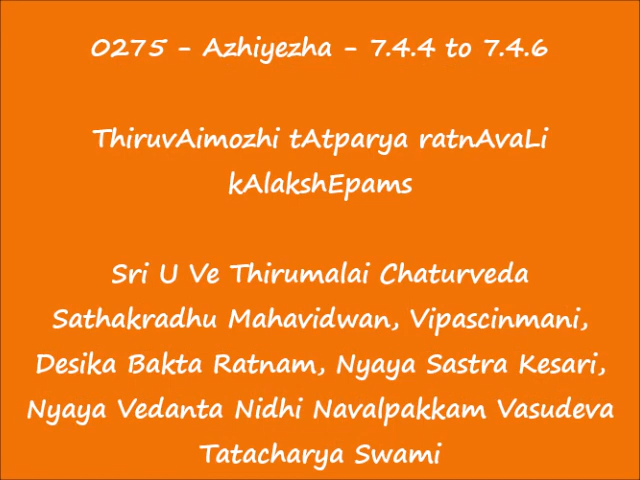 0275 - Azhiyezha - 7.4.4 to 7.4.6
ThiruvAimozhi tAtparya ratnAvaLi
kAlakshEpams
Sri U Ve Thirumalai Chaturveda
Sathakradhu Mahavidwan, Vipascinmani,
Desika Bakta Ratnam, Nyaya Sastra Kesari,
Nyaya Vedanta Nidhi Navalpakkam Vasudeva
Tatacharya Swami